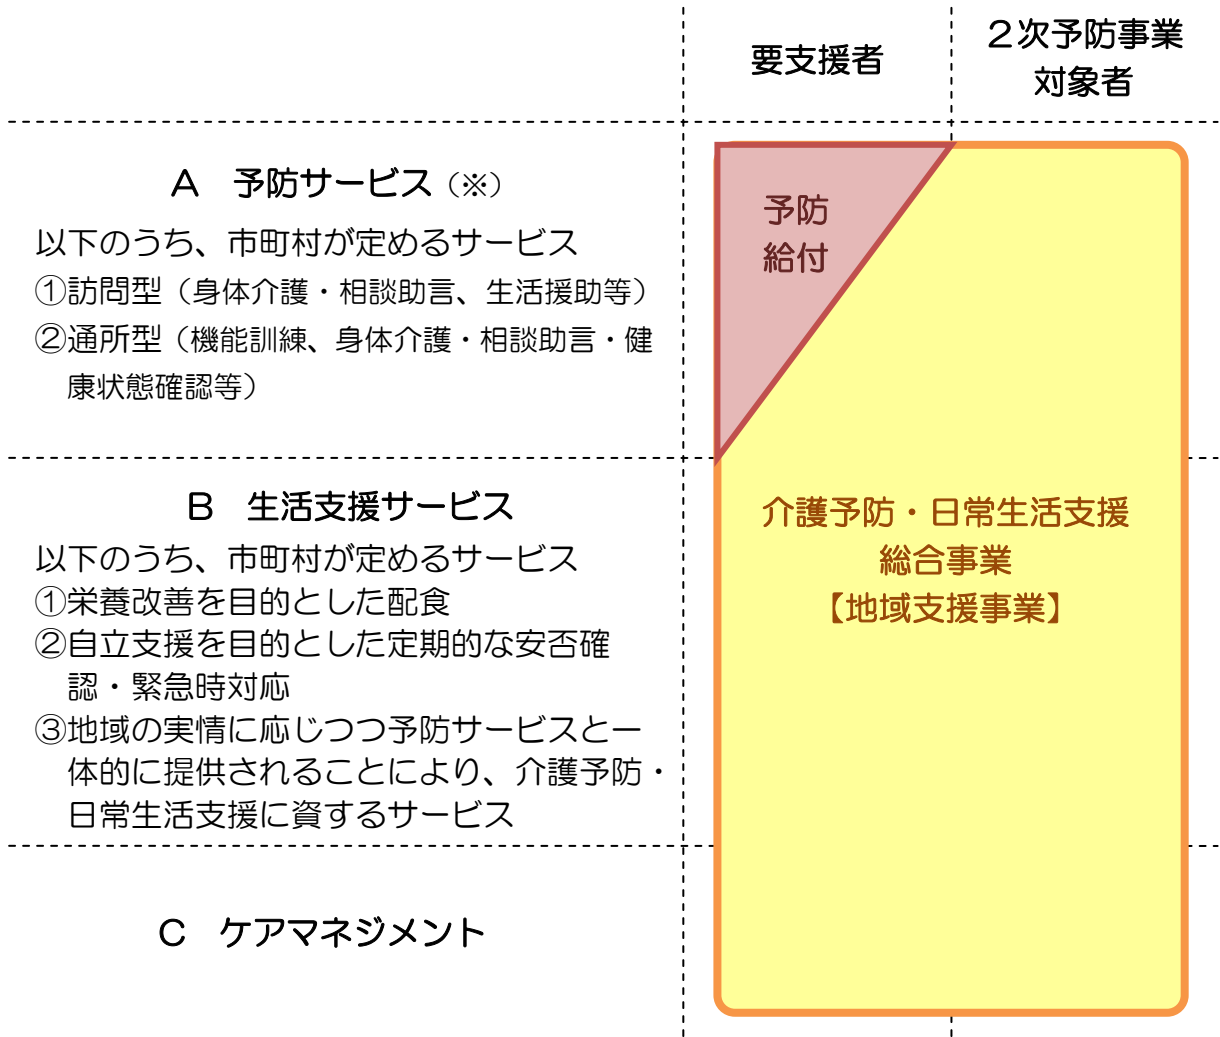 要支援者
２次予防事業
対象者
A　予防サービス（※）
以下のうち、市町村が定めるサービス
①訪問型（身体介護・相談助言、生活援助等）
②通所型（機能訓練、身体介護・相談助言・健
康状態確認等）
予防
給付
B　生活支援サービス
以下のうち、市町村が定めるサービス
①栄養改善を目的とした配食
②自立支援を目的とした定期的な安否確
認・緊急時対応
③地域の実情に応じつつ予防サービスと一
体的に提供されることにより、介護予防・
日常生活支援に資するサービス
介護予防・日常生活支援
総合事業
【地域支援事業】
C　ケアマネジメント